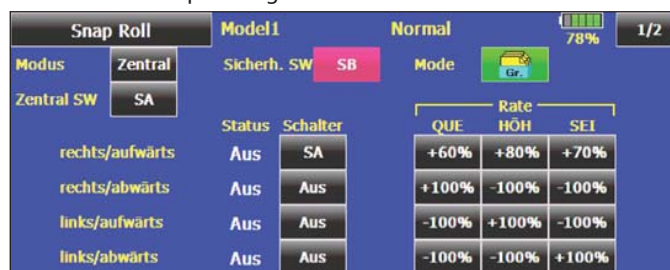 Snap Roll Model1 Normal 78% 1/2
Modus Zentral Sicherh. SW SB Mode Gr.
Zentral SW SA
Rate
Status Schalter QUE HÖH SEI
rechts/aufwärts Aus SA +60% +80% +70%
rechts/abwärts Aus Aus +100% -100% -100%
links/aufwärts Aus Aus -100% +100% -100%
links/abwärts Aus Aus -100% -100% +100%